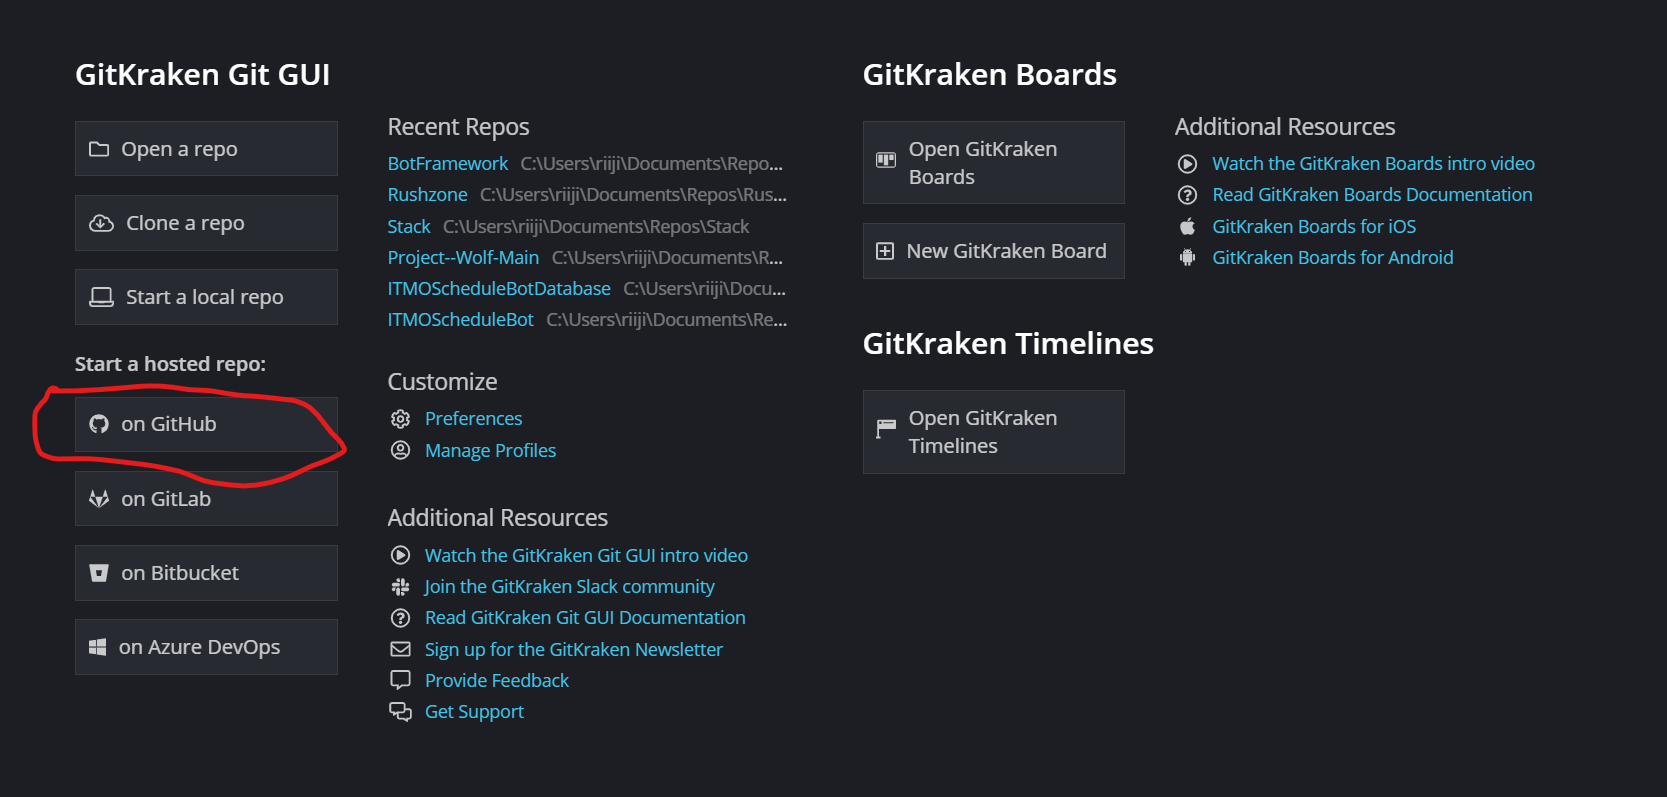 GitKraken Git GUI
Open a repo
Clone a repo
Start a local repo
Start a hosted repo:
on GitHub
on GitLab
on Bitbucket
on Azure DevOps
Recent Repos
BotFramework C:\Users\riiji\Documents\Repo...
Rushzone C:\Users\riiji\Documents\Repos\Rus...
Stack C:\Users\riiji\Documents\Repos\Stack
Project--Wolf-Main C:\Users\riiji\Documents\R...
ITMOScheduleBotDatabase C:\Users\riiji\Docu...
ITMOScheduleBot C:\Users\riiji\Documents\Re...
Customize
Preferences
Manage Profiles
Additional Resources
Watch the GitKraken Git GUI intro video
Join the GitKraken Slack community
Read GitKraken Git GUI Documentation
Sign up for the GitKraken Newsletter
Provide Feedback
Get Support
GitKraken Boards
Open GitKraken
Boards
New GitKraken Board
Additional Resources
Watch the GitKraken Boards intro video
Read GitKraken Boards Documentation
GitKraken Boards for iOS
GitKraken Boards for Android
GitKraken Timelines
Open GitKraken
Timelines